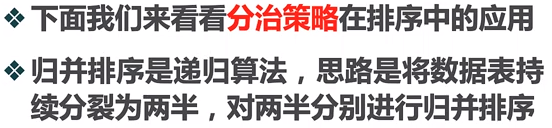 ❖下面我们来看看分治策略在排序中的应用
❖归并排序是递归算法，思路是将数据表持
续分裂为两半，对两半分别进行归并排序